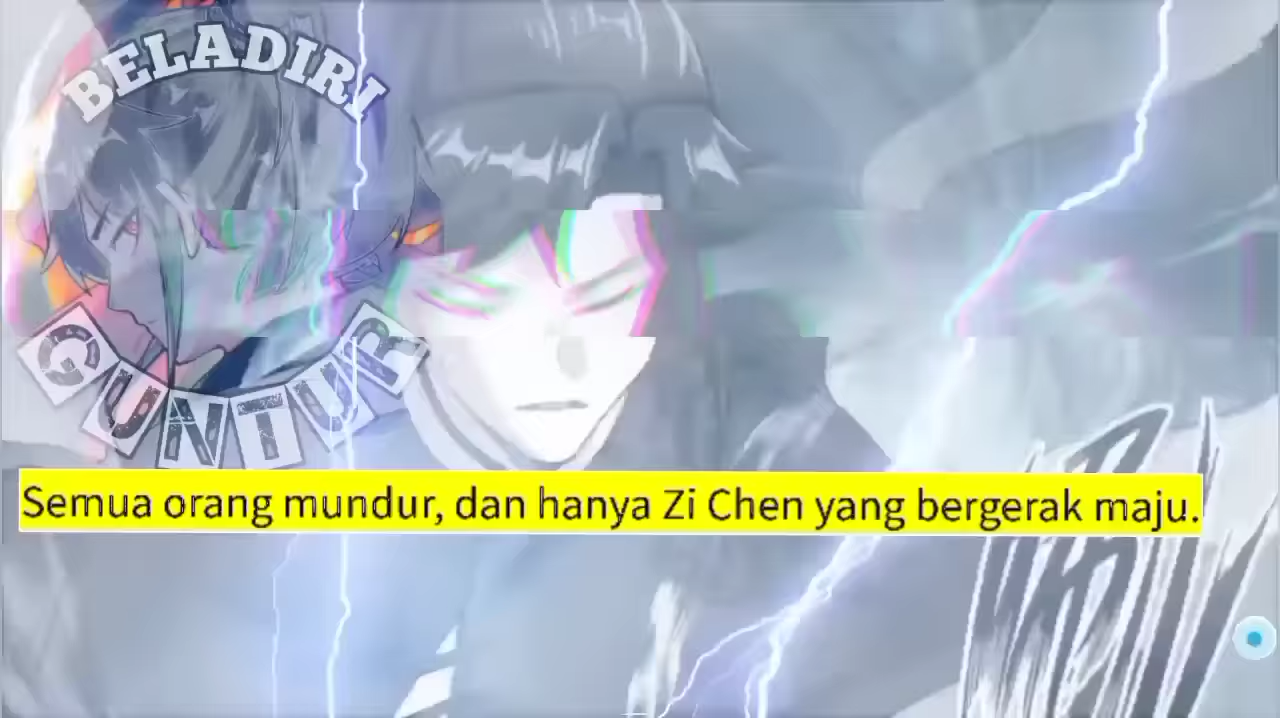 BELADIRI
GUNTUR
Semua orang mundur, dan hanya Zi Chen yang bergerak maju.